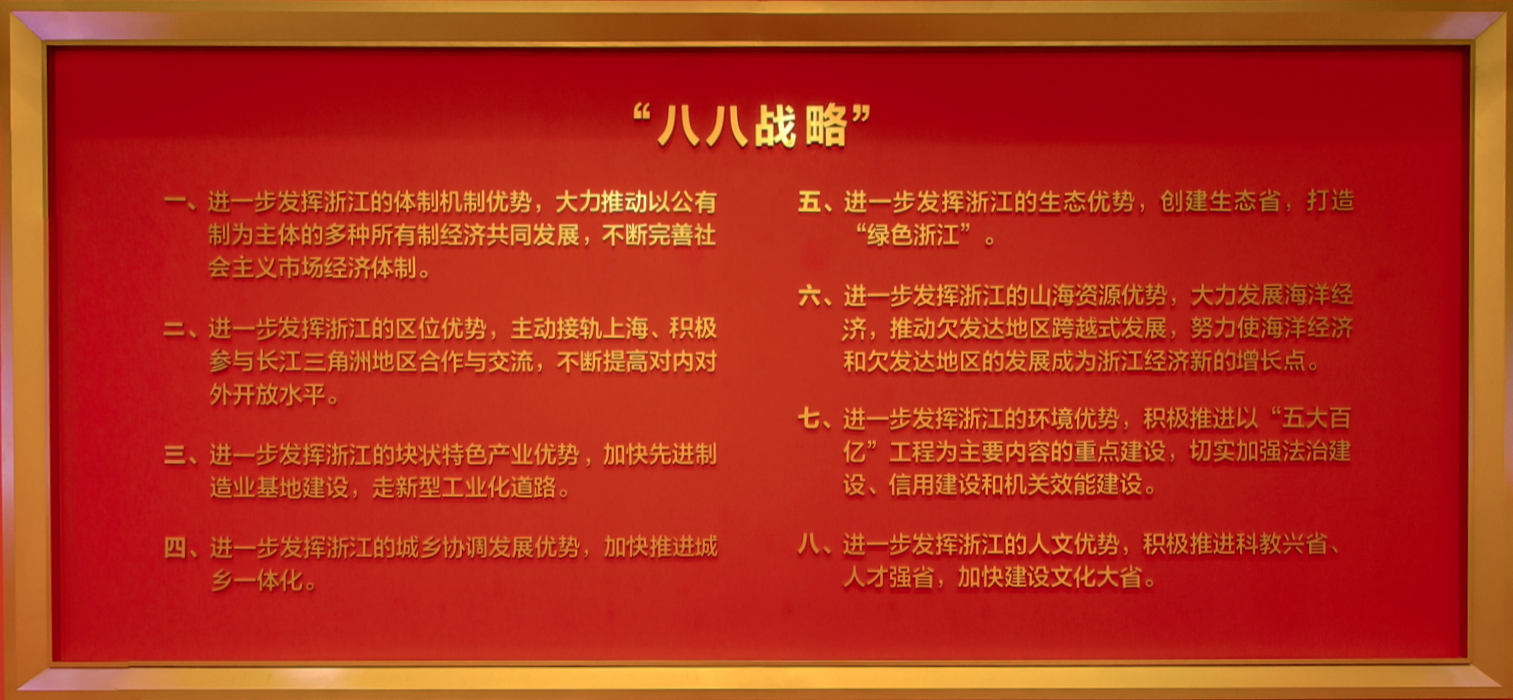 “八八战略”
一、进一步发挥浙江的体制机制优势，大力推动以公有
制为主体的多种所有制经济共同发展，不断完善社
会主义市场经济体制。
二、进一步发挥浙江的区位优势，主动接轨上海、积极
参与长江三角洲地区合作与交流，不断提高对内对
外开放水平。
三、进一步发挥浙江的块状特色产业优势，加快先进制
造业基地建设，走新型工业化道路。
四、进一步发挥浙江的城乡协调发展优势，加快推进城
乡一体化。
五、进一步发挥浙江的生态优势，创建生态省，打造
“绿色浙江”。
六、进一步发挥浙江的山海资源优势，大力发展海洋经
济，推动欠发达地区跨越式发展，努力使海洋经济
和欠发达地区的发展成为浙江经济新的增长点。
七、进一步发挥浙江的环境优势，积极推进以“五大百
亿”工程为主要内容的重点建设，切实加强法治建
设、信用建设和机关效能建设。
八、进一步发挥浙江的人文优势，积极推进科教兴省、
人才强省，加快建设文化大省。